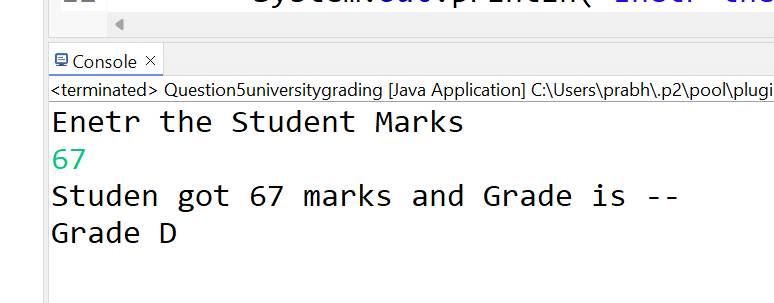 Console
<terminated> Question5universitygrading [Java Application] C:\Users\prabh\.p2\pool\plugi
Enetr the Student Marks
67
Studen got 67 marks and Grade is --
Grade D